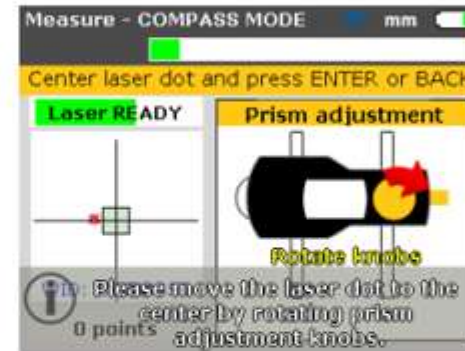 Measure - COMPASS MODE mm
Center laser dot and press ENTER or BACK
Laser READY
Prism adjustment
Rotate knobs
Please move the laser dot to the
center by rotating prism
0 points
adjustment knobs.